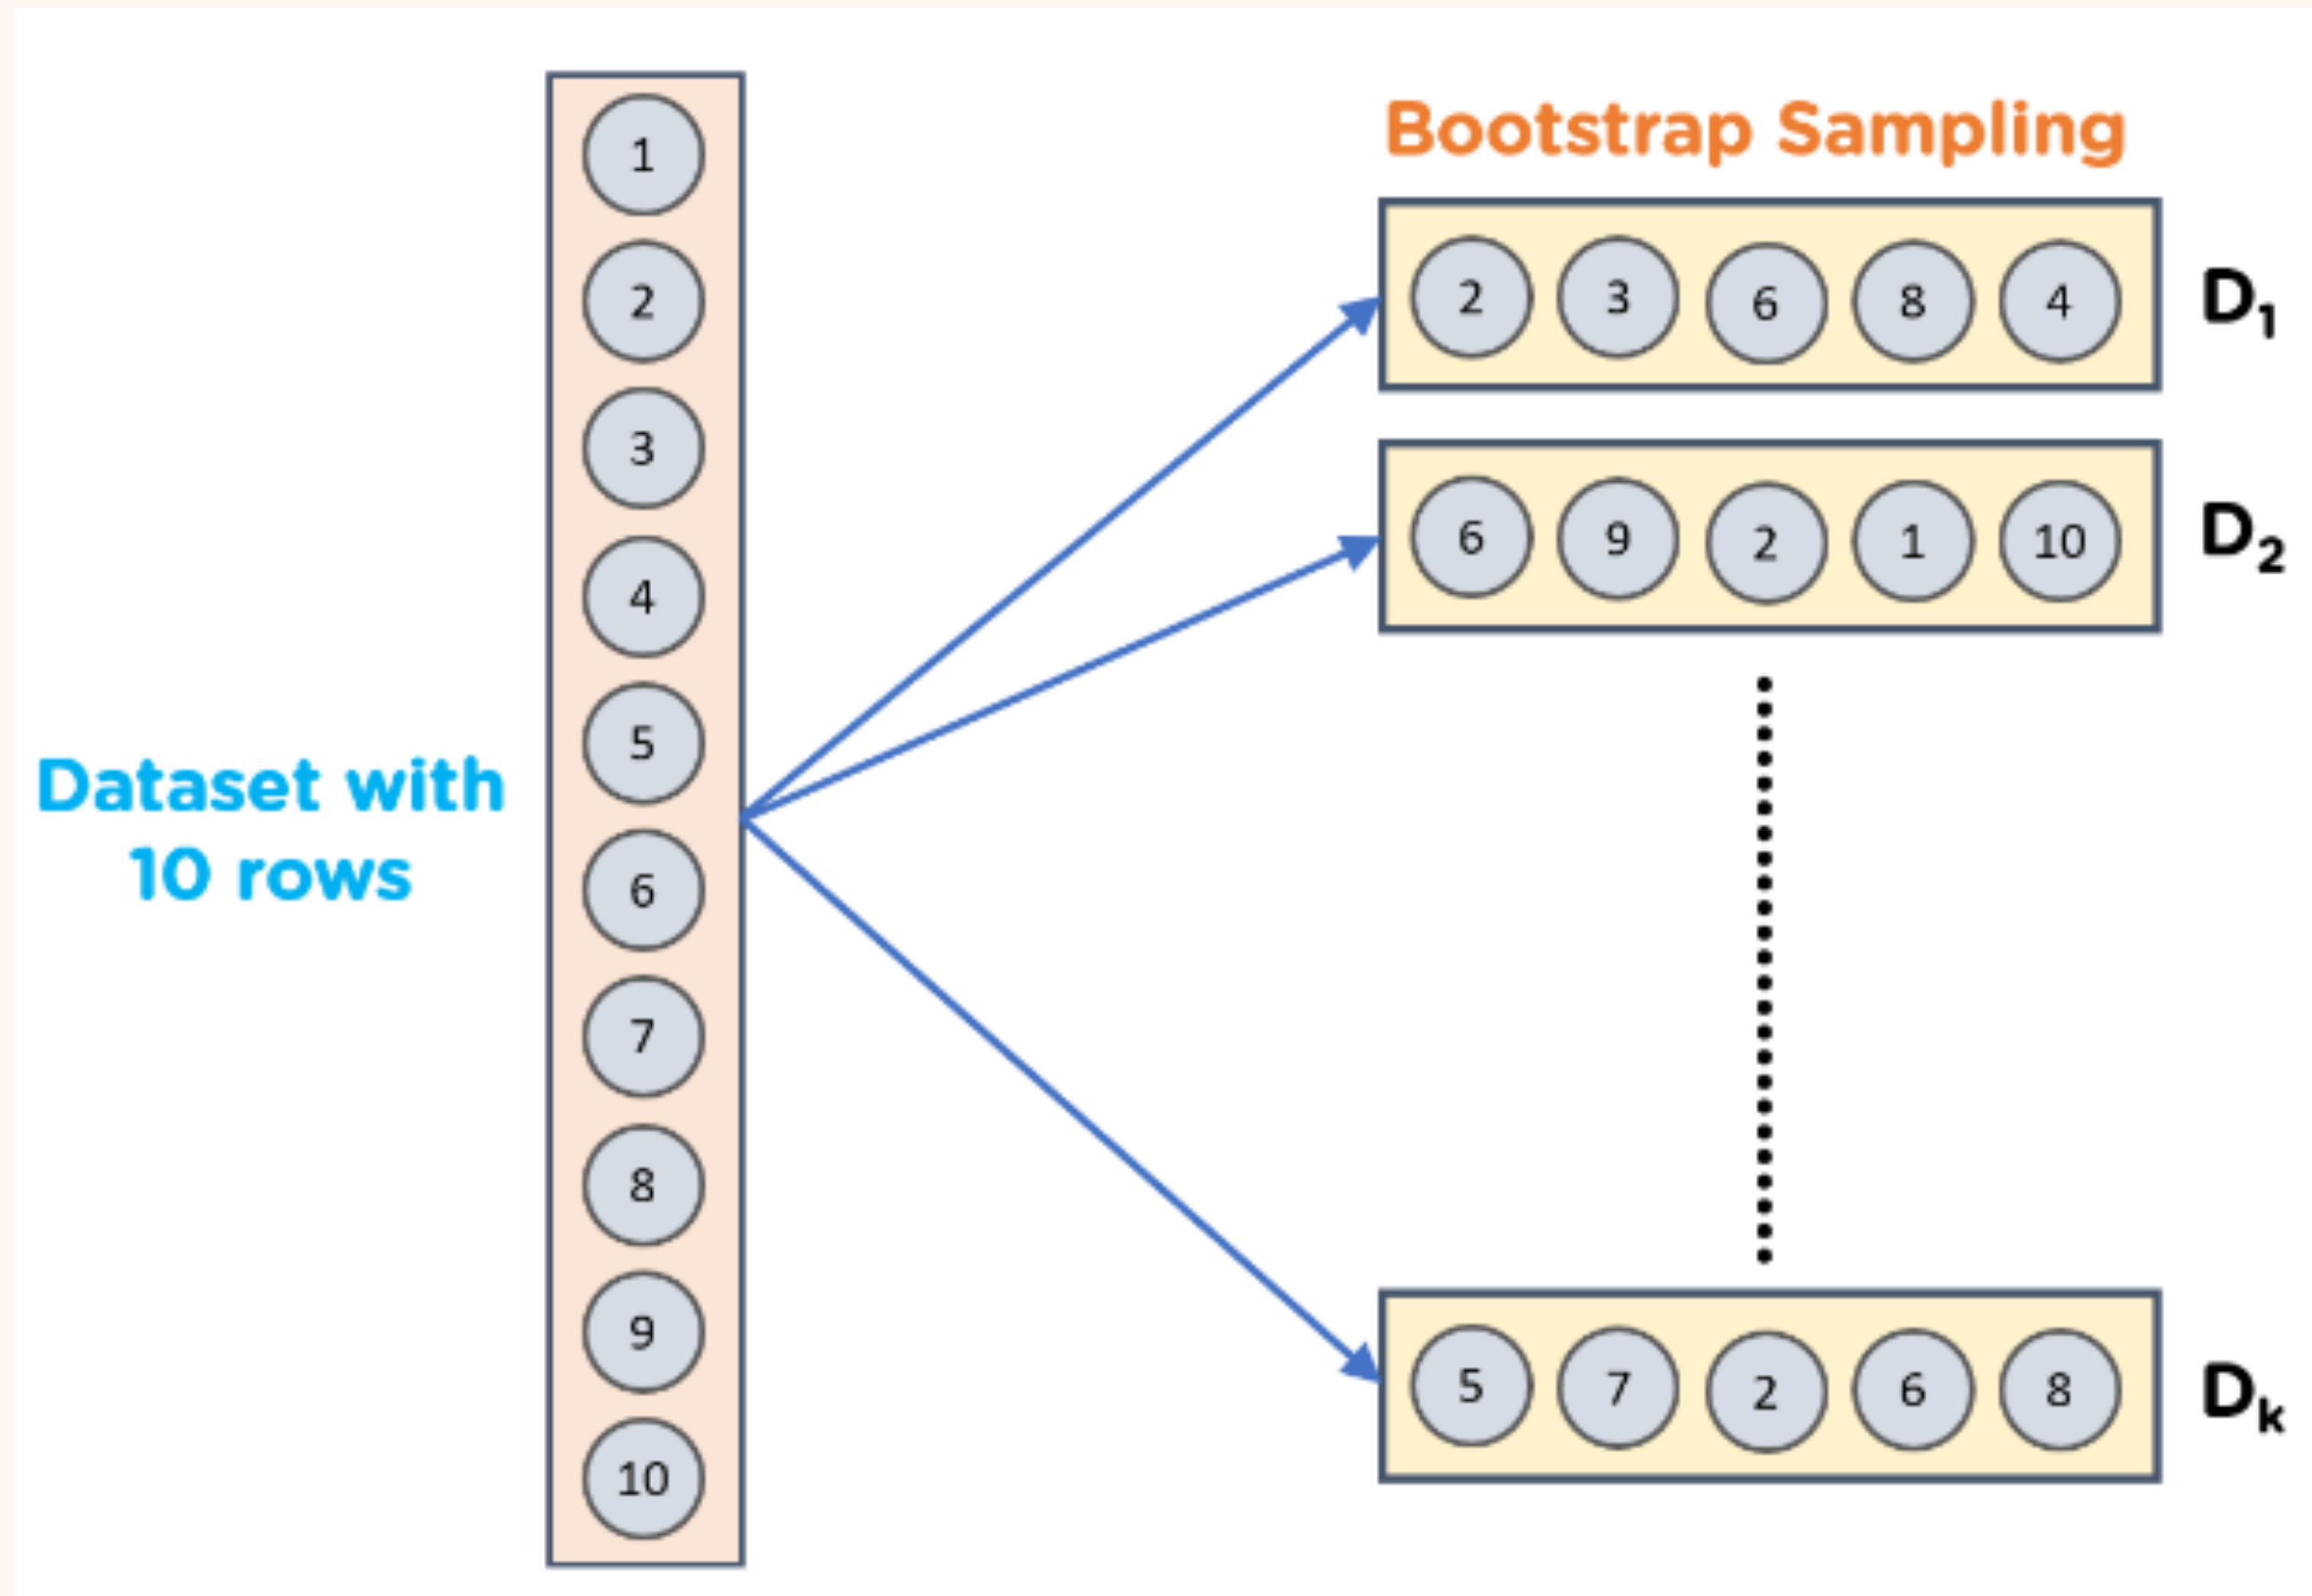 Dataset with
10 rows
1
2
3
4
5
6
7
8
9
10
Bootstrap Sampling
2 3 6 8 4 D₁
6 9 2 1 10 D₂
5 7 2 6 8 Dₖ